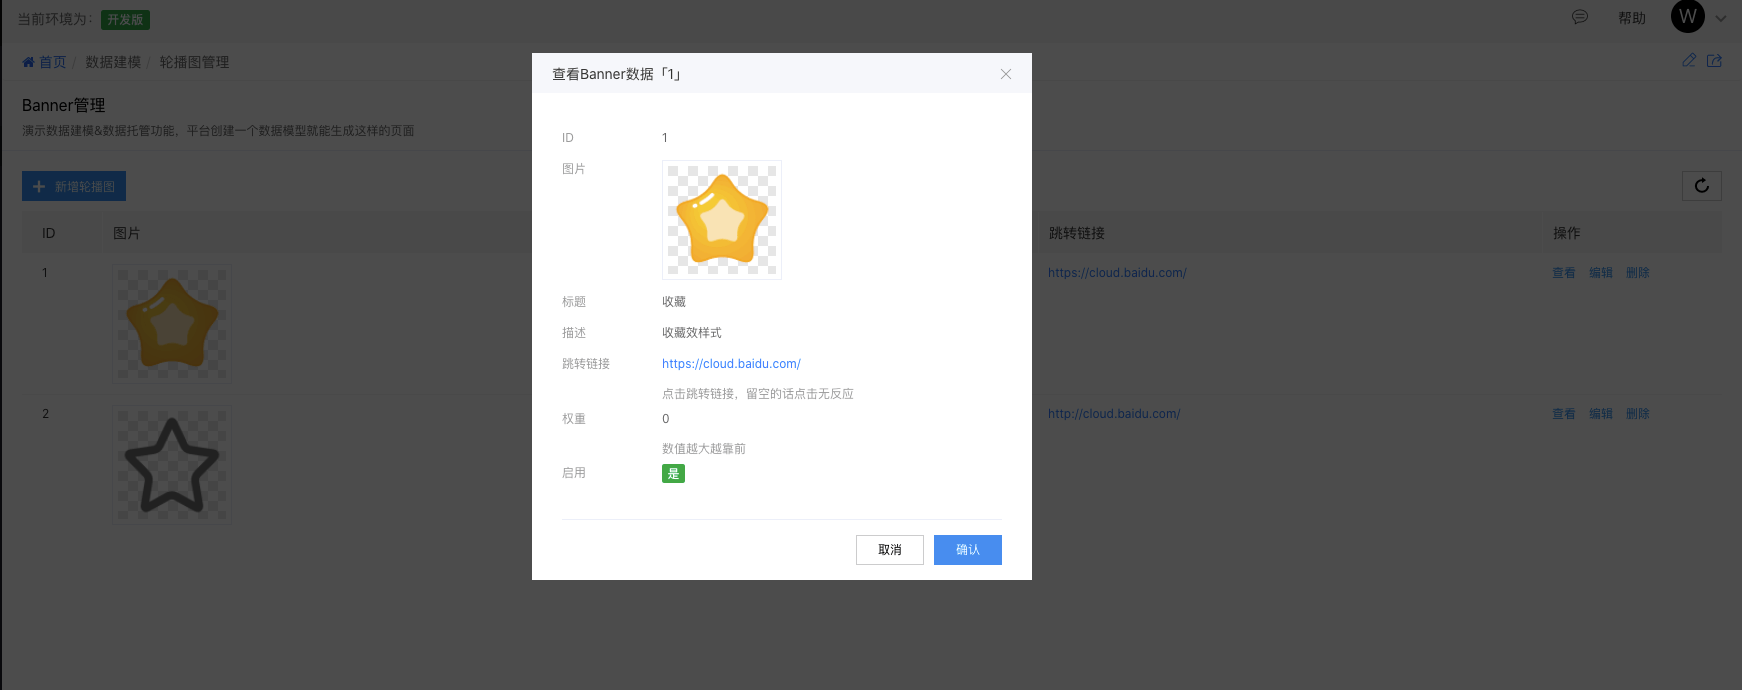 当前环境为： 开发版
W
帮助
首页 / 数据建模 / 轮播图管理
Banner管理
演示数据建模&数据托管功能，平台创建一个数据模型就能生成这样的页面
新增轮播图
ID 图片 跳转链接 操作
1 https://cloud.baidu.com/ 查看 编辑 删除
2 http://cloud.baidu.com/ 查看 编辑 删除
查看Banner数据「1」
ID 1
图片
标题 收藏
描述 收藏效样式
跳转链接 https://cloud.baidu.com/
点击跳转链接，留空的话点击无反应
权重 0
数值越大越靠前
启用 是
取消 确认